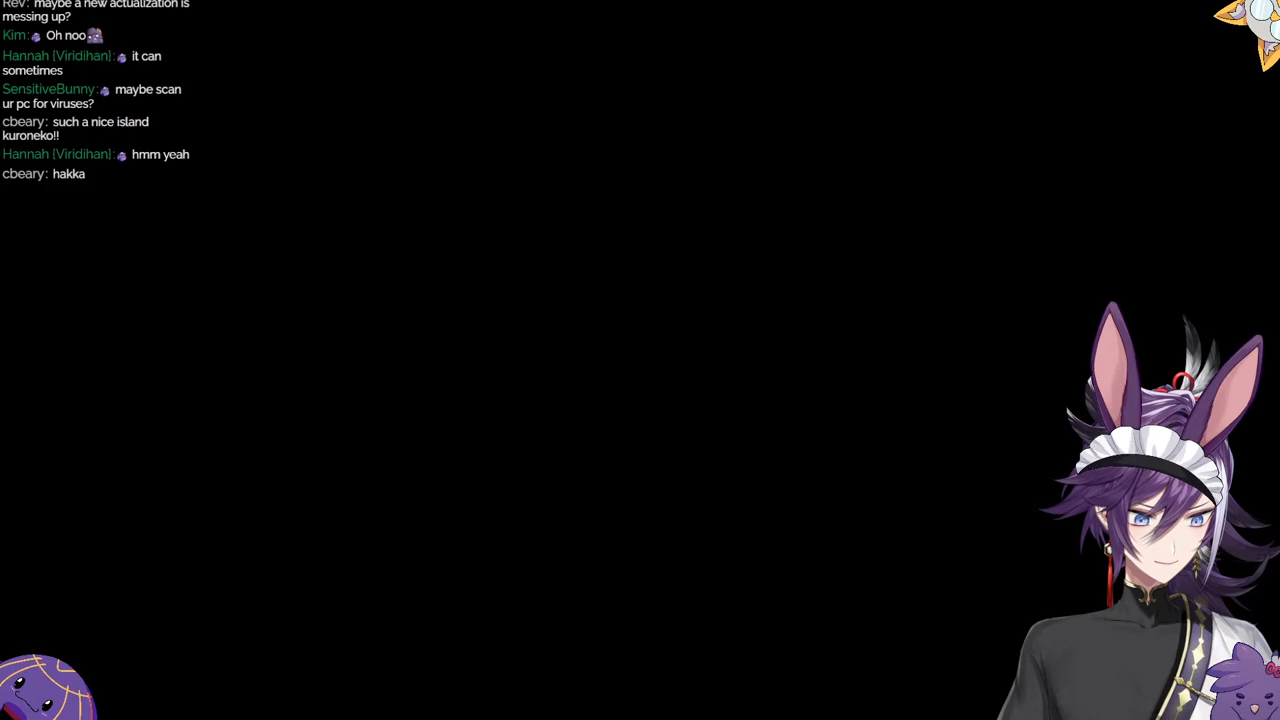 Rev: maybe a new actualization is
messing up?
Kim: Oh noo
Hannah [Viridihan]: it can
sometimes
SensitiveBunny: maybe scan
ur pc for viruses?
cbeary: such a nice island
kuroneko!!
Hannah [Viridihan]: hmm yeah
cbeary: hakka